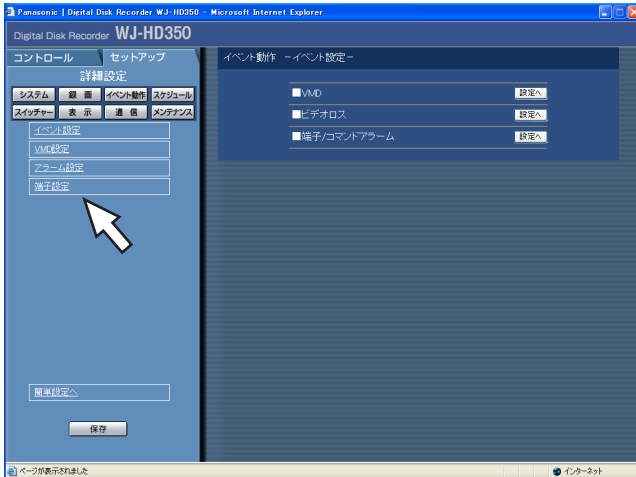 Panasonic | Digital Disk Recorder WJ-HD350 - Microsoft Internet Explorer
Digital Disk Recorder WJ-HD350
コントロール セットアップ
詳細設定
システム 録 画 イベント動作 スケジュール
スイッチャー 表 示 通 信 メンテナンス
イベント設定
VMD設定
アラーム設定
端子設定
簡単設定へ
保存
イベント動作 －イベント設定－
■VMD 設定へ
■ビデオロス 設定へ
■端子/コマンドアラーム 設定へ
ページが表示されました インターネット